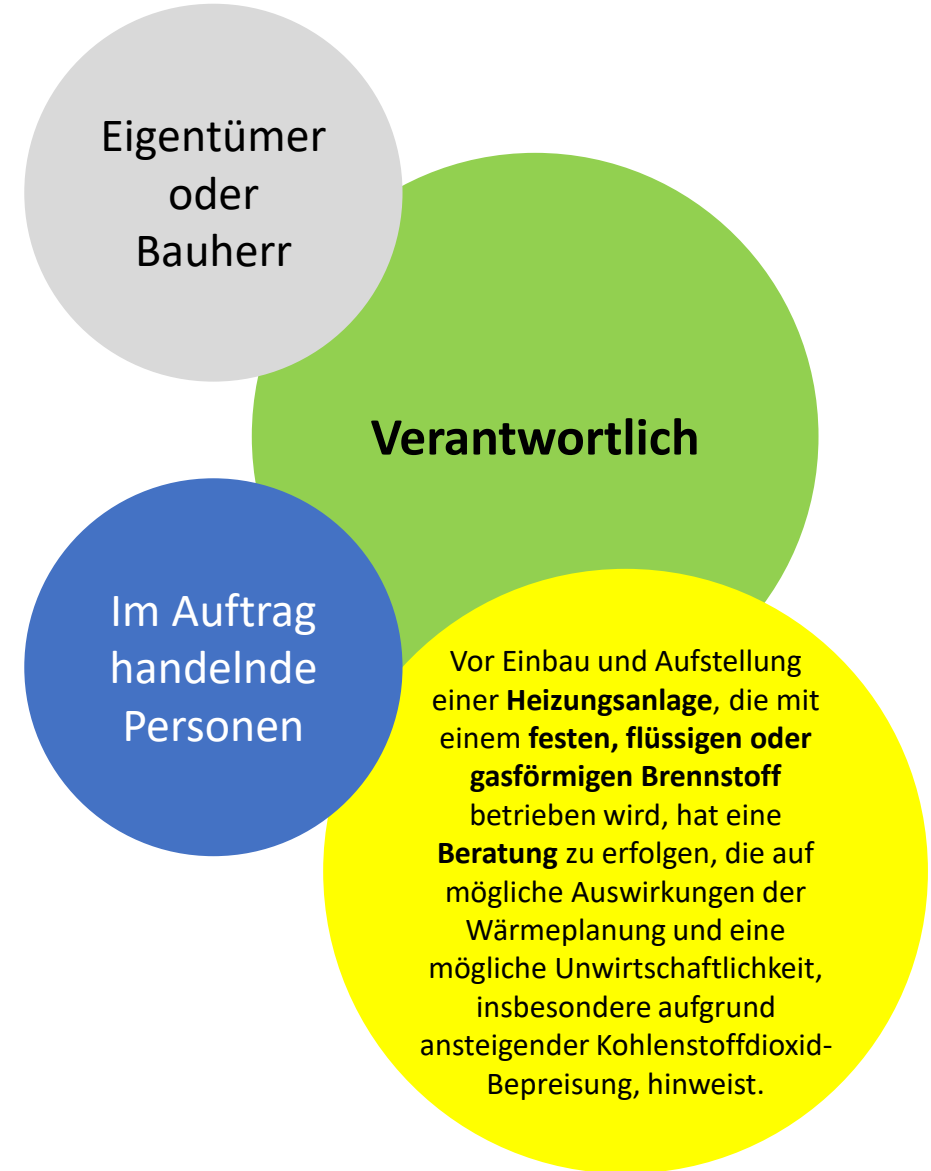 Eigentümer
oder
Bauherr
Verantwortlich
Im Auftrag
handelnde
Personen
Vor Einbau und Aufstellung
einer Heizungsanlage, die mit
einem festen, flüssigen oder
gasförmigen Brennstoff
betrieben wird, hat eine
Beratung zu erfolgen, die auf
mögliche Auswirkungen der
Wärmeplanung und eine
mögliche Unwirtschaftlichkeit,
insbesondere aufgrund
ansteigender Kohlenstoffdioxid-
Bepreisung, hinweist.